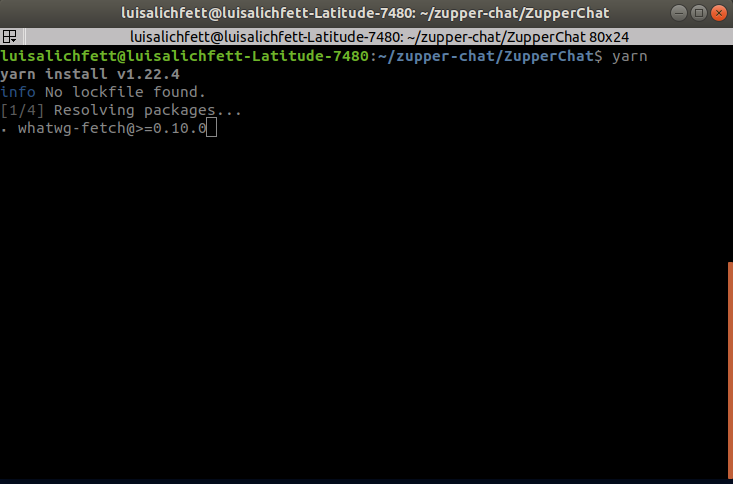 luisalichfett@luisalichfett-Latitude-7480: ~/zupper-chat/ZupperChat
luisalichfett@luisalichfett-Latitude-7480: ~/zupper-chat/ZupperChat 80x24
luisalichfett@luisalichfett-Latitude-7480:~/zupper-chat/ZupperChat$ yarn
yarn install v1.22.4
info No lockfile found.
[1/4] Resolving packages...
⠄ whatwg-fetch@>=0.10.0